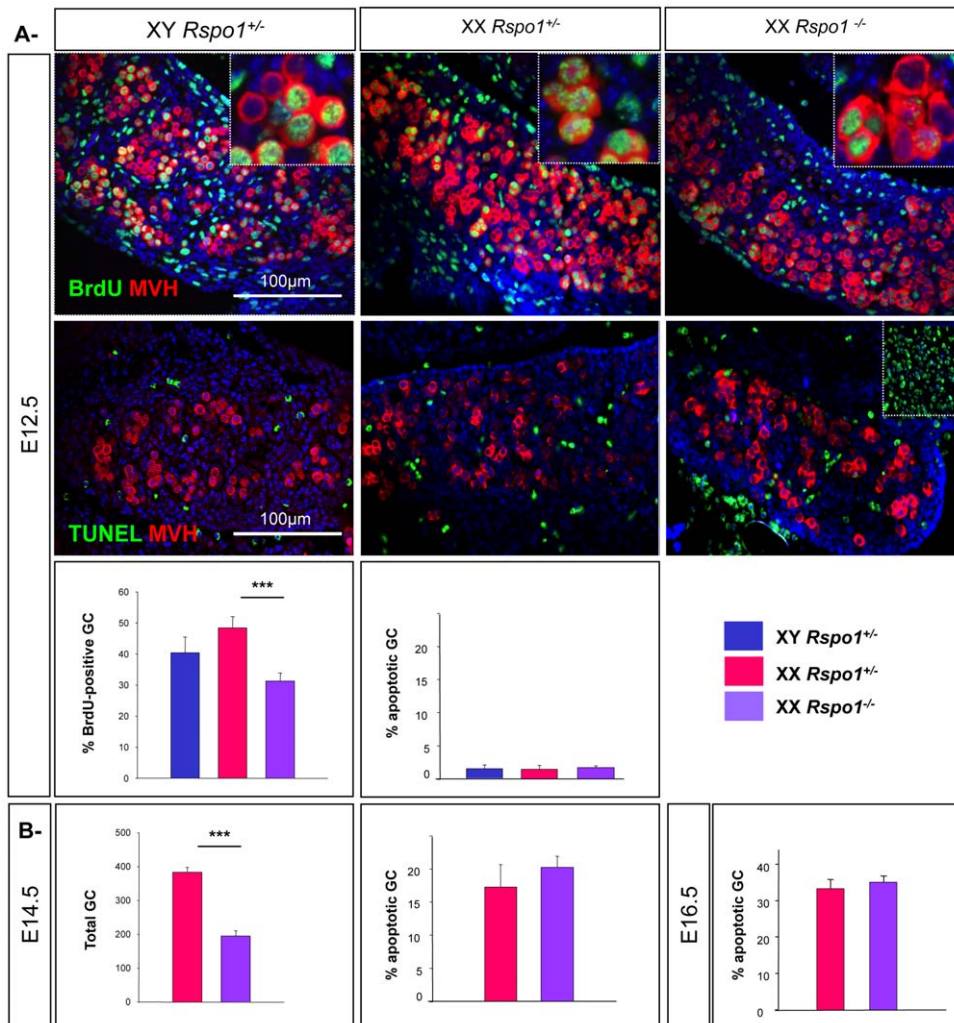 A-
XY Rspo1+/-
XX Rspo1+/-
XX Rspo1 -/-
E12.5
BrdU MVH
100µm
TUNEL MVH
100µm
% BrdU-positive GC
60
50
40
30
20
10
0
***
% apoptotic GC
20
15
10
5
0
XY Rspo1+/-
XX Rspo1+/-
XX Rspo1-/-
B-
E14.5
Total GC
500
400
300
200
100
0
***
% apoptotic GC
20
15
10
5
0
E16.5
% apoptotic GC
40
30
20
10
0